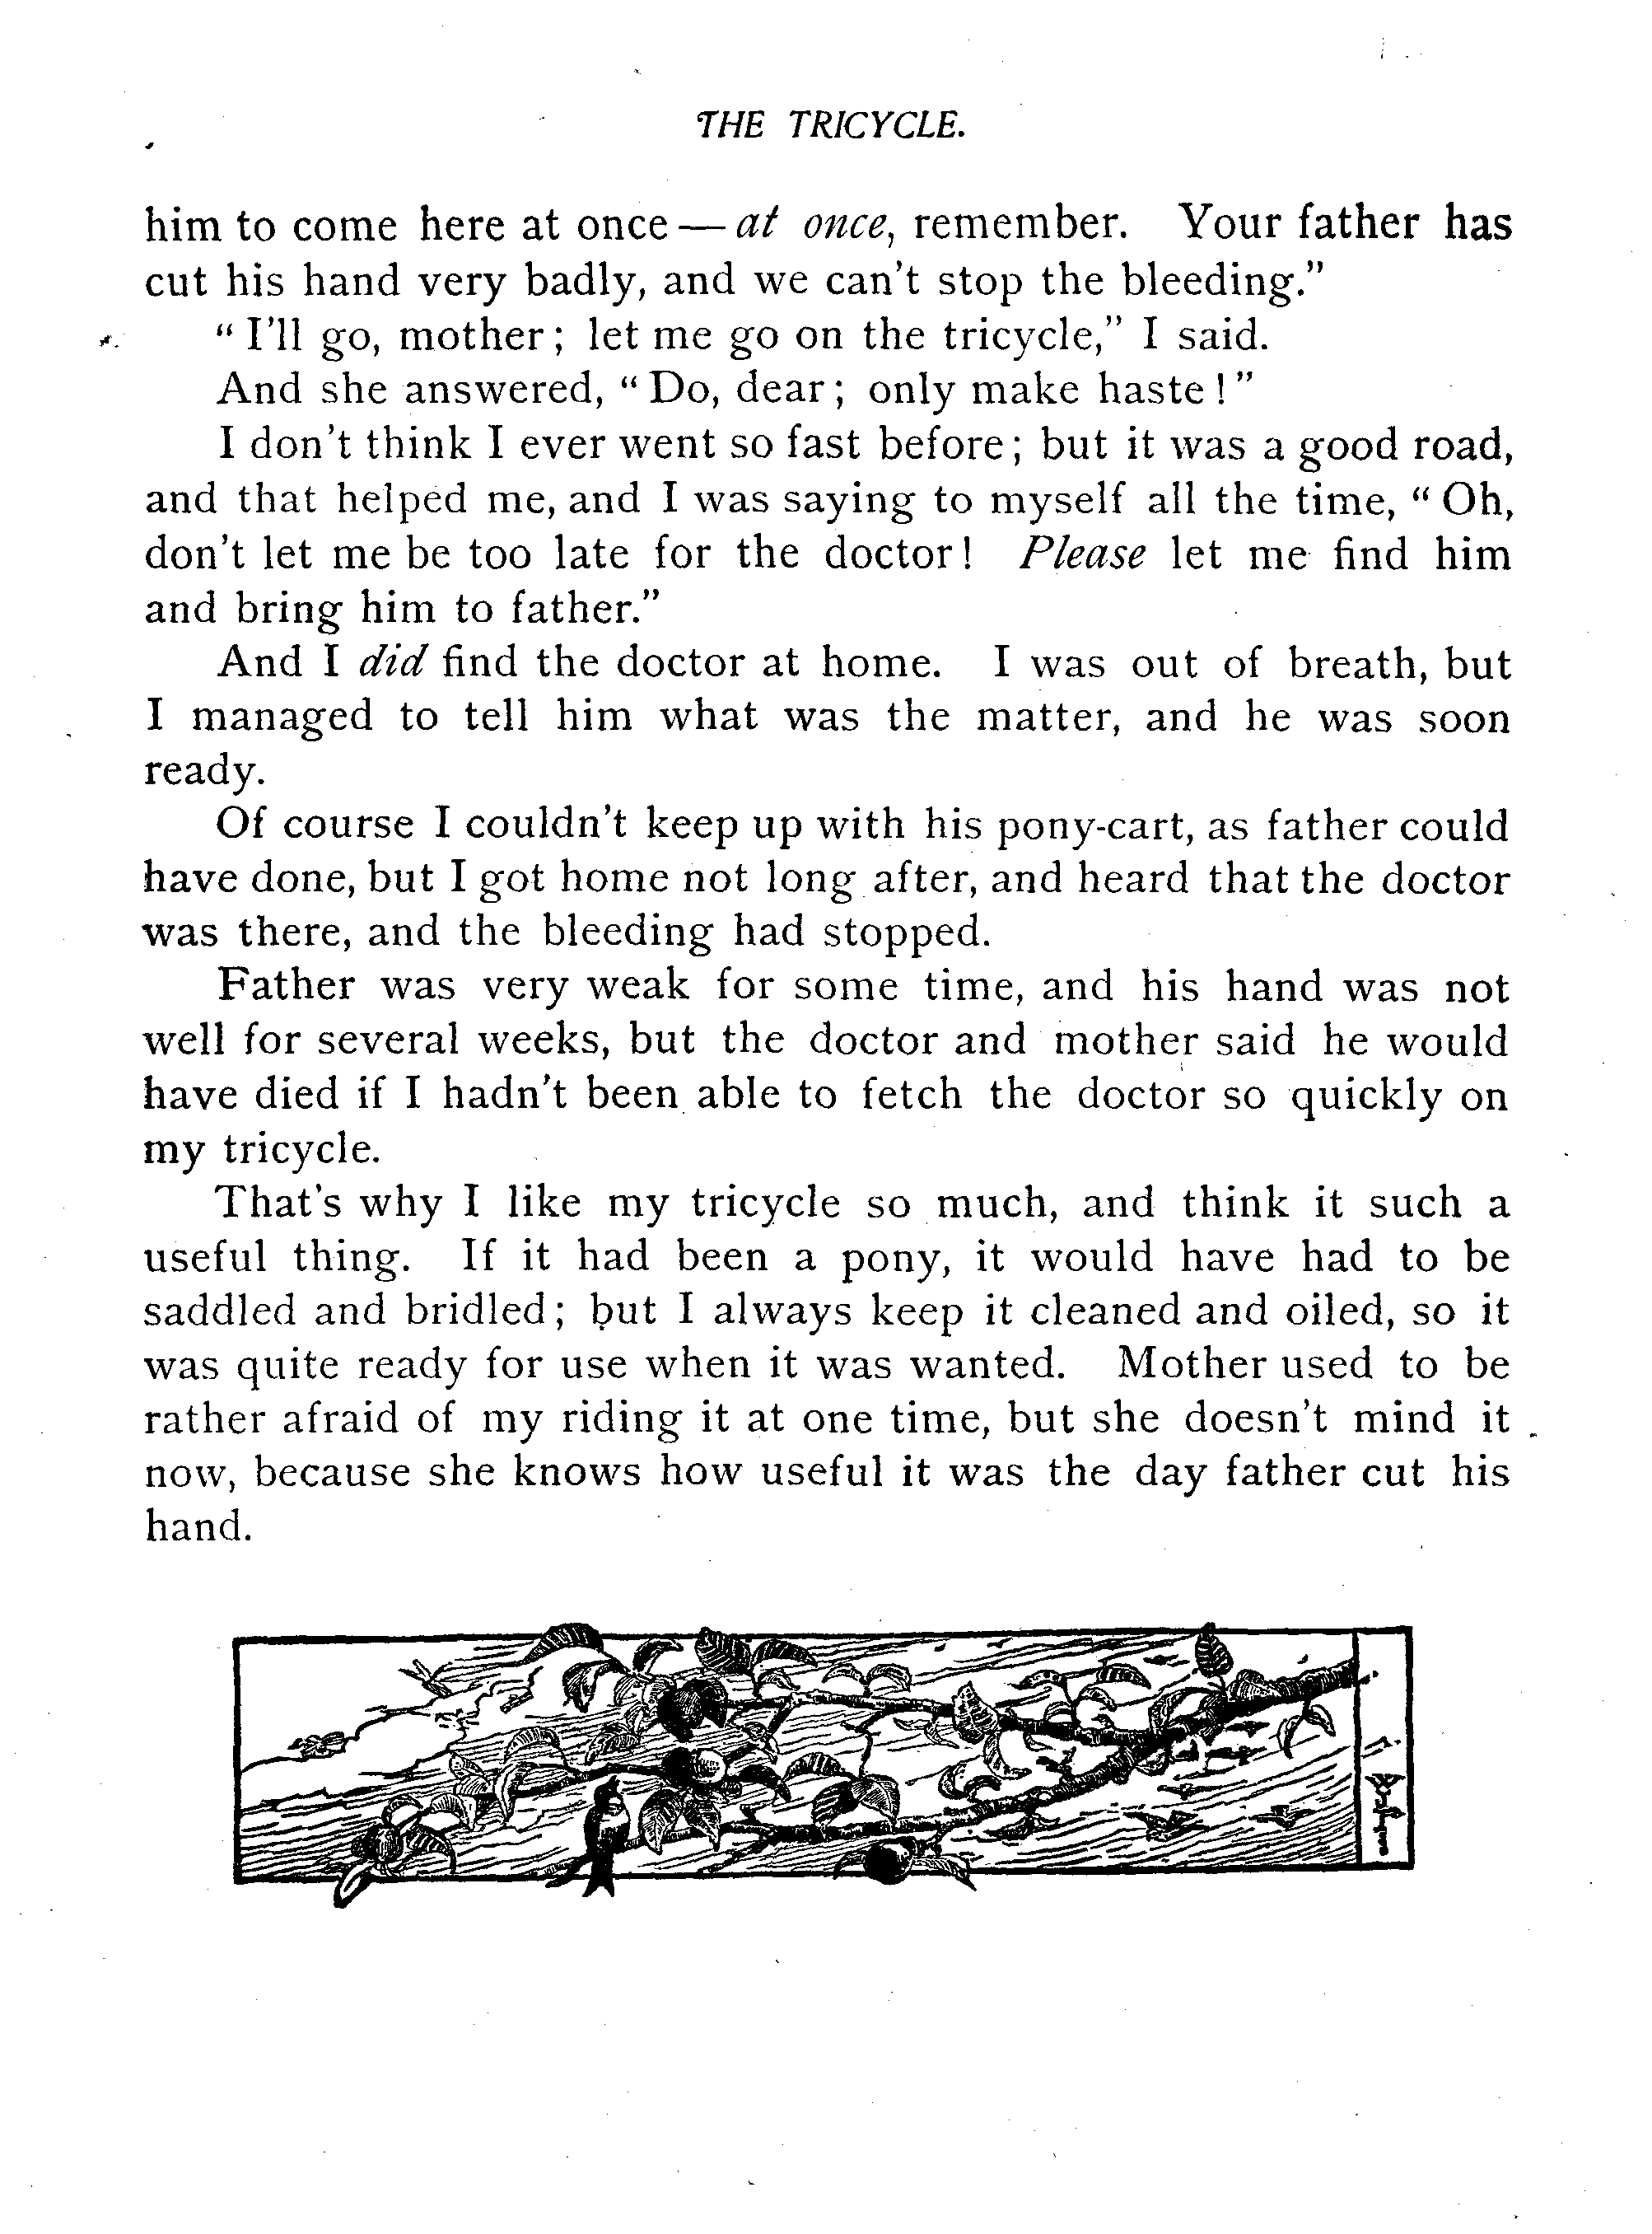 THE TRICYCLE.
him to come here at once — at once, remember. Your father has
cut his hand very badly, and we can't stop the bleeding."
"I'll go, mother; let me go on the tricycle," I said.
And she answered, "Do, dear; only make haste!"
I don't think I ever went so fast before; but it was a good road,
and that helped me, and I was saying to myself all the time, "Oh,
don't let me be too late for the doctor! Please let me find him
and bring him to father."
And I did find the doctor at home. I was out of breath, but
I managed to tell him what was the matter, and he was soon
ready.
Of course I couldn't keep up with his pony-cart, as father could
have done, but I got home not long after, and heard that the doctor
was there, and the bleeding had stopped.
Father was very weak for some time, and his hand was not
well for several weeks, but the doctor and mother said he would
have died if I hadn't been able to fetch the doctor so quickly on
my tricycle.
That's why I like my tricycle so much, and think it such a
useful thing. If it had been a pony, it would have had to be
saddled and bridled; but I always keep it cleaned and oiled, so it
was quite ready for use when it was wanted. Mother used to be
rather afraid of my riding it at one time, but she doesn't mind it
now, because she knows how useful it was the day father cut his
hand.